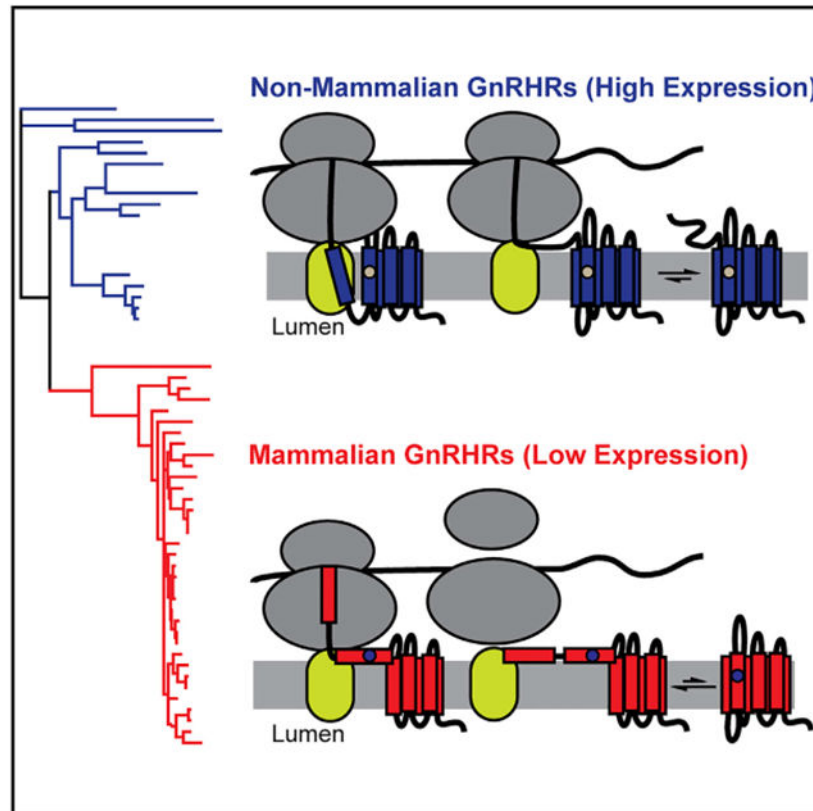 Non-Mammalian GnRHRs (High Expression)
Lumen
Mammalian GnRHRs (Low Expression)
Lumen